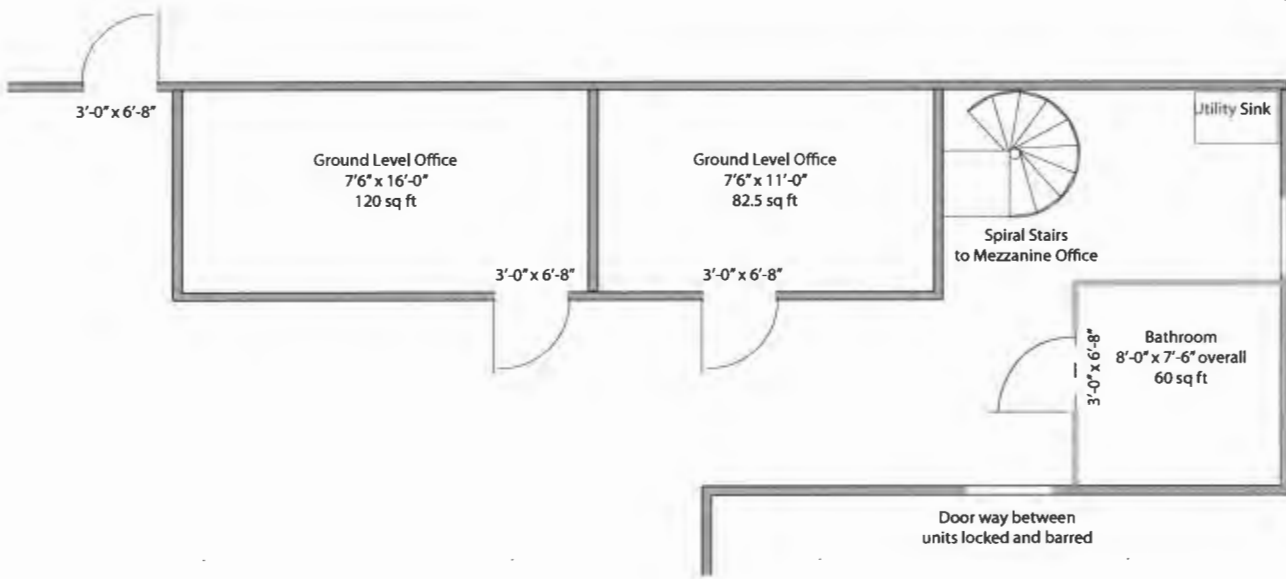 3'-0" x 6'-8"
Ground Level Office
7'6" x 16'-0"
120 sq ft
3'-0" x 6'-8"
Ground Level Office
7'6" x 11'-0"
82.5 sq ft
3'-0" x 6'-8"
Spiral Stairs
to Mezzanine Office
Utility Sink
3'-0" x 6'-8"
Bathroom
8'-0" x 7'-6" overall
60 sq ft
Door way between
units locked and barred